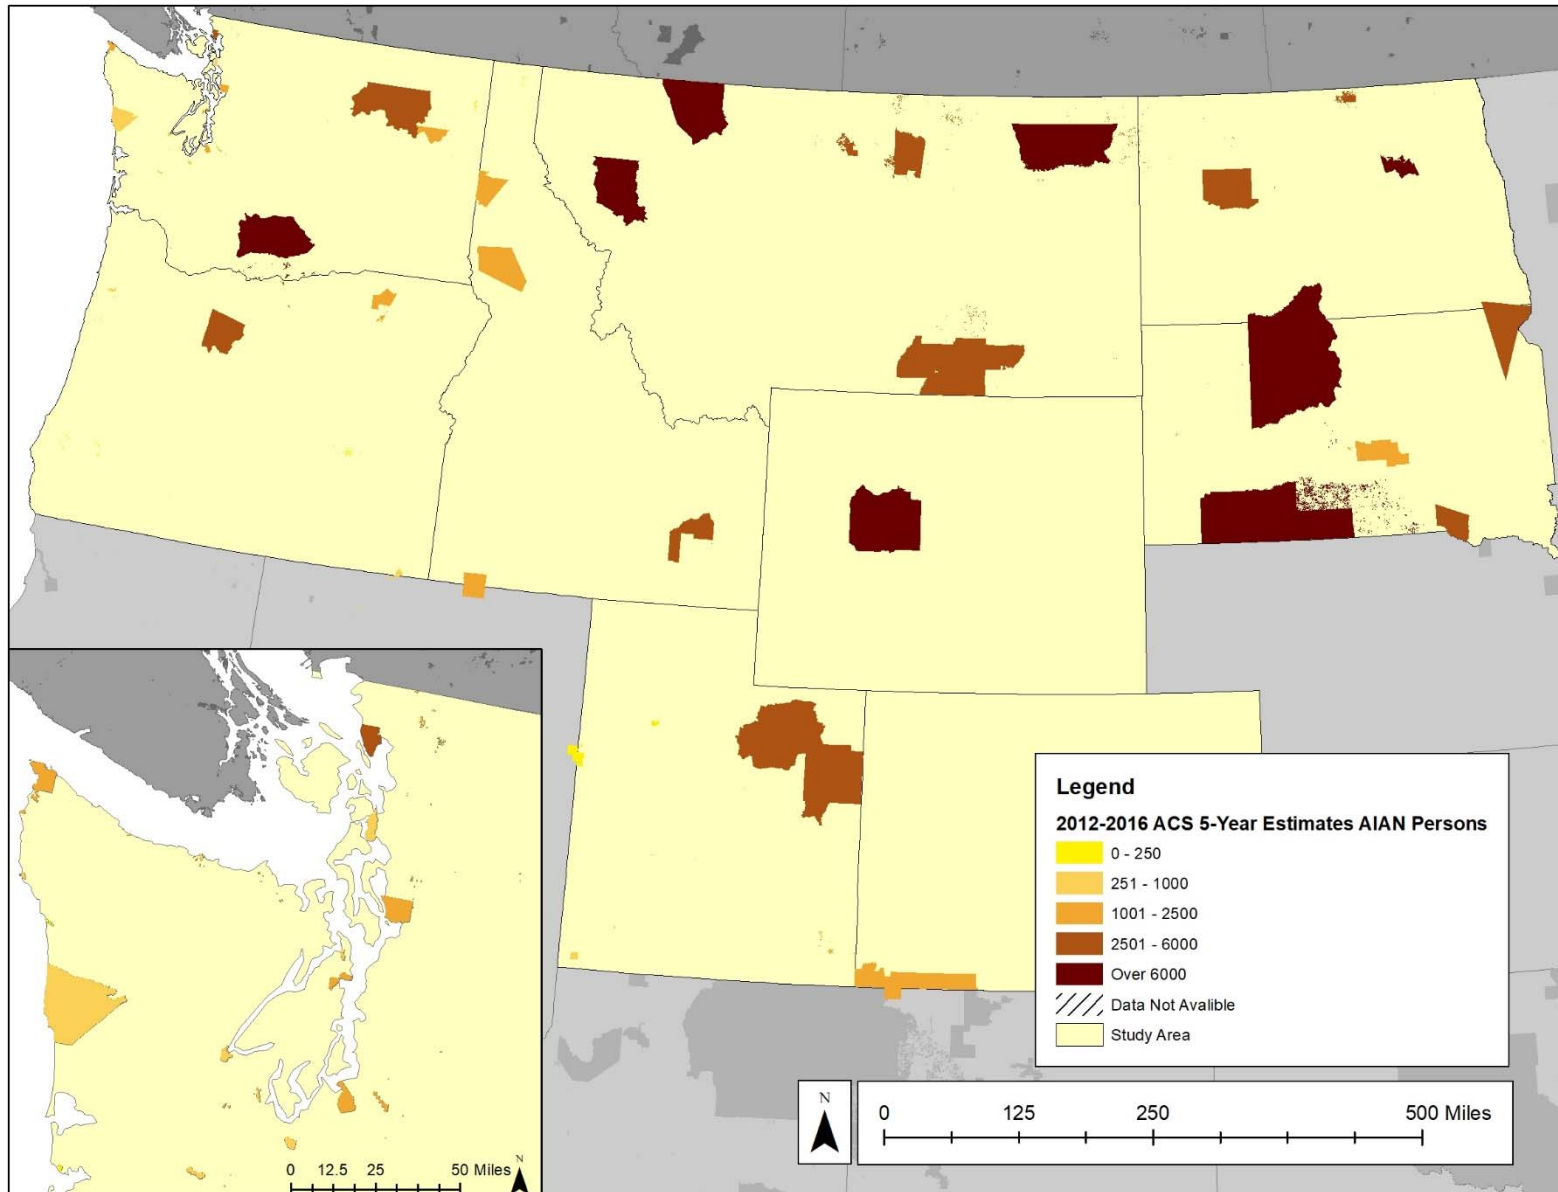 Legend
2012-2016 ACS 5-Year Estimates AIAN Persons
0 - 250
251 - 1000
1001 - 2500
2501 - 6000
Over 6000
Data Not Avalible
Study Area
N
0 125 250 500 Miles
N
0 12.5 25 50 Miles